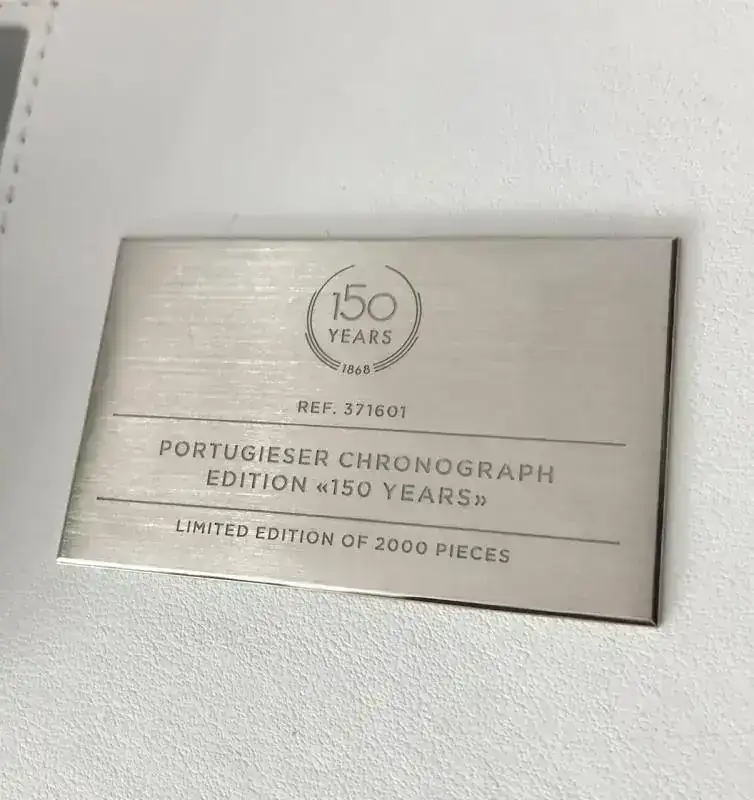 150
YEARS
1868
REF. 371601
PORTUGIESER CHRONOGRAPH
EDITION «150 YEARS»
LIMITED EDITION OF 2000 PIECES